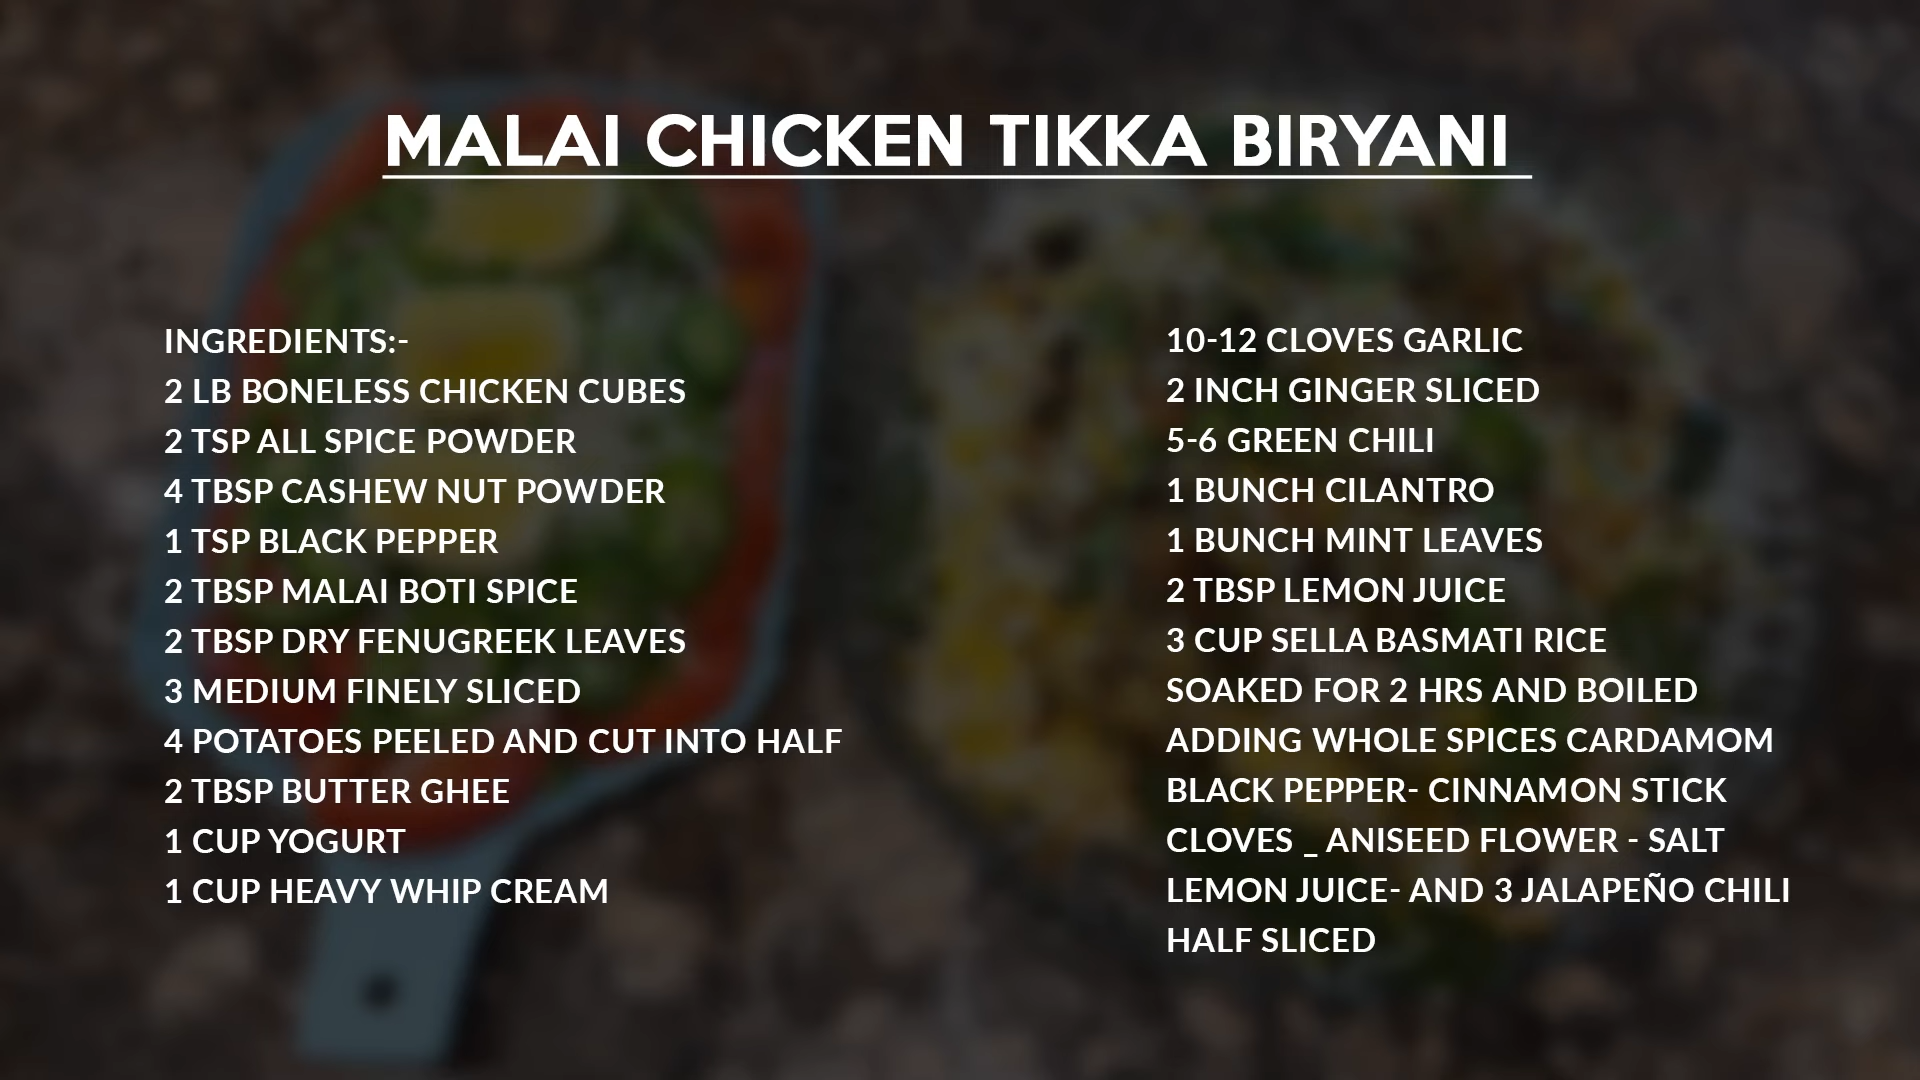 MALAI CHICKEN TIKKA BIRYANI
INGREDIENTS:-
2 LB BONELESS CHICKEN CUBES
2 TSP ALL SPICE POWDER
4 TBSP CASHEW NUT POWDER
1 TSP BLACK PEPPER
2 TBSP MALAI BOTI SPICE
2 TBSP DRY FENUGREEK LEAVES
3 MEDIUM FINELY SLICED
4 POTATOES PEELED AND CUT INTO HALF
2 TBSP BUTTER GHEE
1 CUP YOGURT
1 CUP HEAVY WHIP CREAM
10-12 CLOVES GARLIC
2 INCH GINGER SLICED
5-6 GREEN CHILI
1 BUNCH CILANTRO
1 BUNCH MINT LEAVES
2 TBSP LEMON JUICE
3 CUP SELLA BASMATI RICE
SOAKED FOR 2 HRS AND BOILED
ADDING WHOLE SPICES CARDAMOM
BLACK PEPPER- CINNAMON STICK
CLOVES _ ANISEED FLOWER - SALT
LEMON JUICE- AND 3 JALAPEÑO CHILI
HALF SLICED